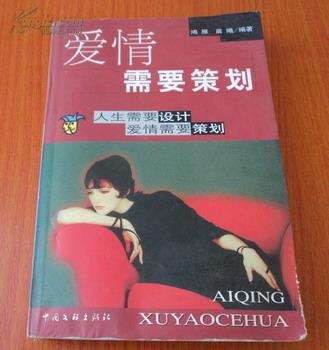 鸿雁 晨曦/编著
爱情
需要策划
人生需要设计
爱情需要策划
AIQING
XUYAOCEHUA
中国文联出版社